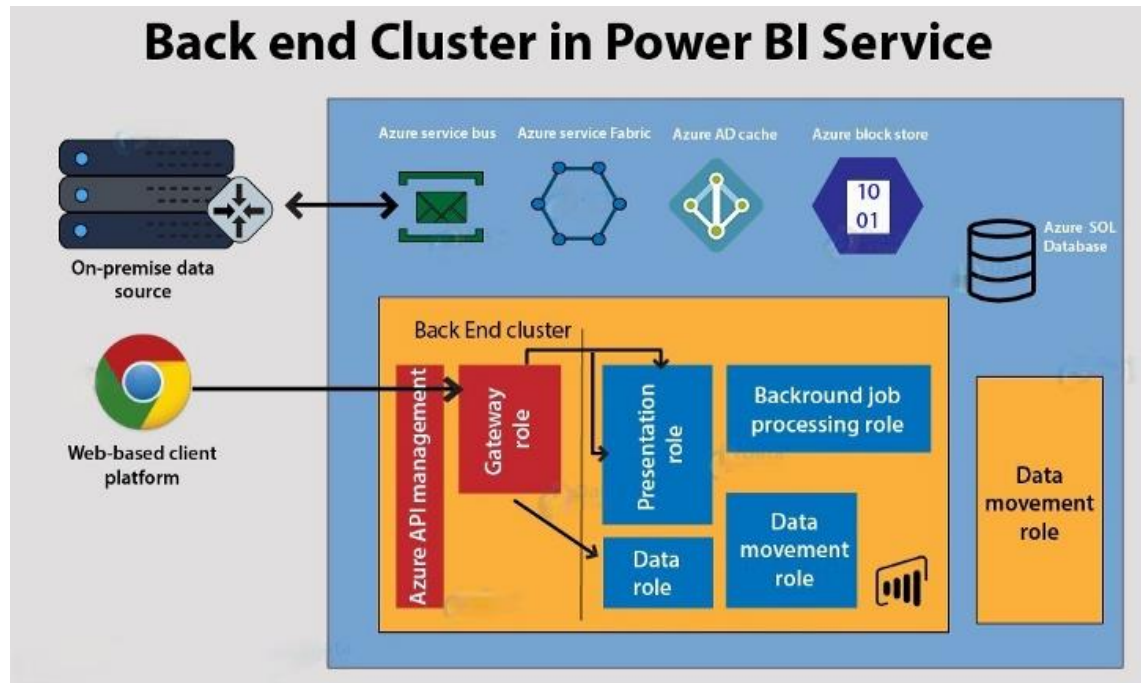 Back end Cluster in Power BI Service
Azure service bus
Azure service Fabric
Azure AD cache
Azure block store
10
01
Azure SOL
Database
On-premise data
source
Web-based client
platform
Back End cluster
Azure API management
Gateway
role
Presentation
role
Backround job
processing role
Data
role
Data
movement
role
Data
movement
role